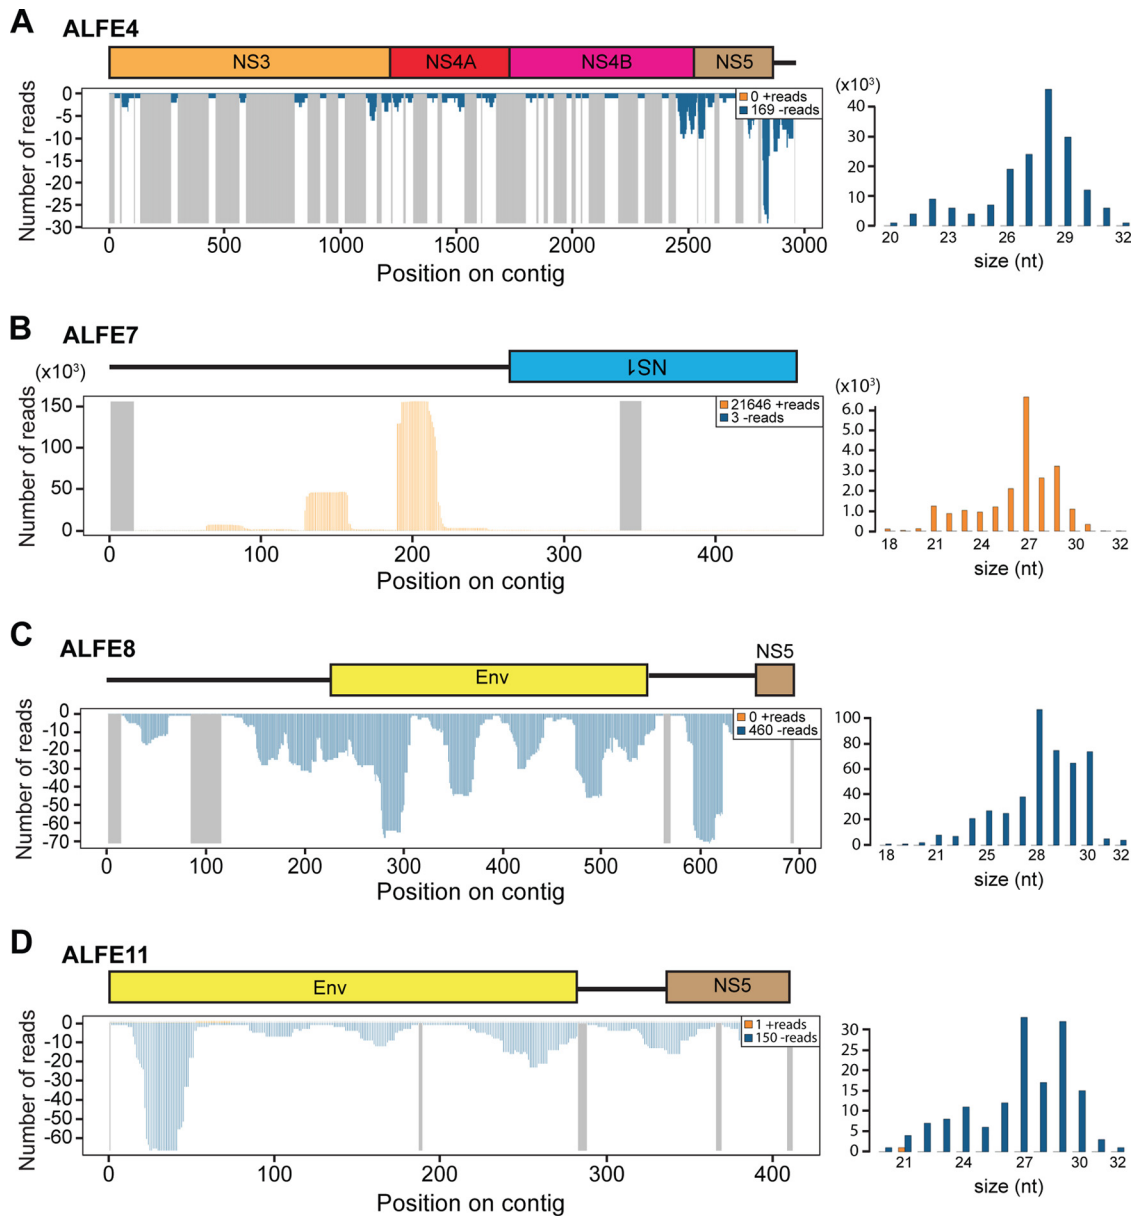 A
ALFE4
NS3 NS4A NS4B NS5
Number of reads
0
-5
-10
-15
-20
-25
-30
0 +reads
169 -reads
0 500 1000 1500 2000 2500 3000
Position on contig
(x10³)
40
30
20
10
0
20 23 26 29 32
size (nt)
B
ALFE7
NS1
(x10³)
Number of reads
150
100
50
0
21646 +reads
3 -reads
0 100 200 300 400
Position on contig
(x10³)
6.0
5.0
4.0
3.0
2.0
1.0
0
18 21 24 27 30 32
size (nt)
C
ALFE8
Env NS5
Number of reads
0
-10
-20
-30
-40
-50
-60
-70
0 +reads
460 -reads
0 100 200 300 400 500 600 700
Position on contig
100
80
60
40
20
0
18 21 25 28 30 32
size (nt)
D
ALFE11
Env NS5
Number of reads
0
-10
-20
-30
-40
-50
-60
1 +reads
150 -reads
0 100 200 300 400
Position on contig
30
25
20
15
10
5
0
21 24 27 30 32
size (nt)